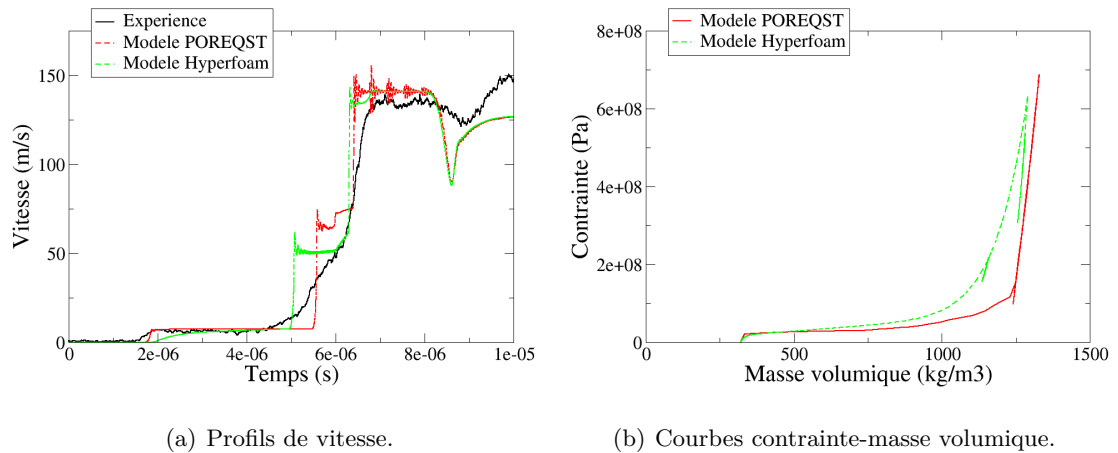 Experience
Modele POREQST
Modele Hyperfoam
Vitesse (m/s)
150
100
50
0
0
2e-06
4e-06
6e-06
8e-06
1e-05
Temps (s)
(a) Profils de vitesse.
Modele POREQST
Modele Hyperfoam
Contrainte (Pa)
8e+08
6e+08
4e+08
2e+08
0
0
500
1000
1500
Masse volumique (kg/m3)
(b) Courbes contrainte-masse volumique.